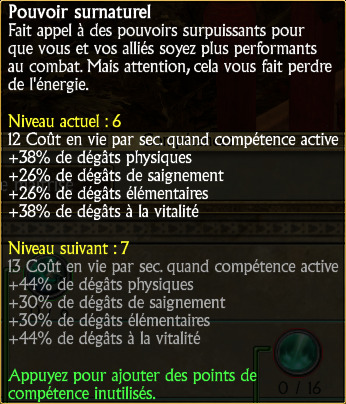 Pouvoir surnaturel
Fait appel à des pouvoirs surpuissants pour
que vous et vos alliés soyez plus performants
au combat. Mais attention, cela vous fait perdre
de l'énergie.
Niveau actuel : 6
12 Coût en vie par sec. quand compétence active
+38% de dégâts physiques
+26% de dégâts de saignement
+26% de dégâts élémentaires
+38% de dégâts à la vitalité
Niveau suivant : 7
13 Coût en vie par sec. quand compétence active
+44% de dégâts physiques
+30% de dégâts de saignement
+30% de dégâts élémentaires
+44% de dégâts à la vitalité
Appuyez pour ajouter des points de
compétence inutilisés.
0 / 16